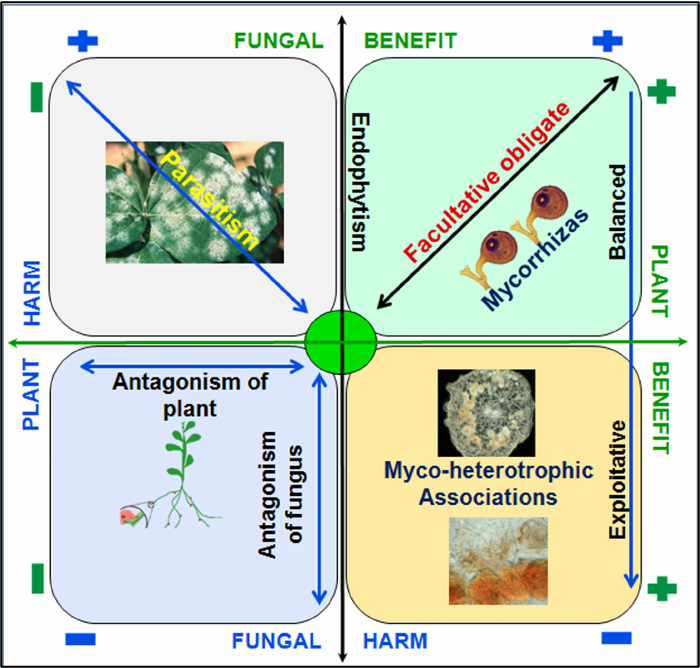 FUNGAL BENEFIT
Parasitism
Endophytism
Facultative obligate
Mycorrhizas
Balanced
HARM
PLANT
PLANT
BENEFIT
Antagonism of
plant
Antagonism
of fungus
Myco-heterotrophic
Associations
Exploitative
FUNGAL HARM